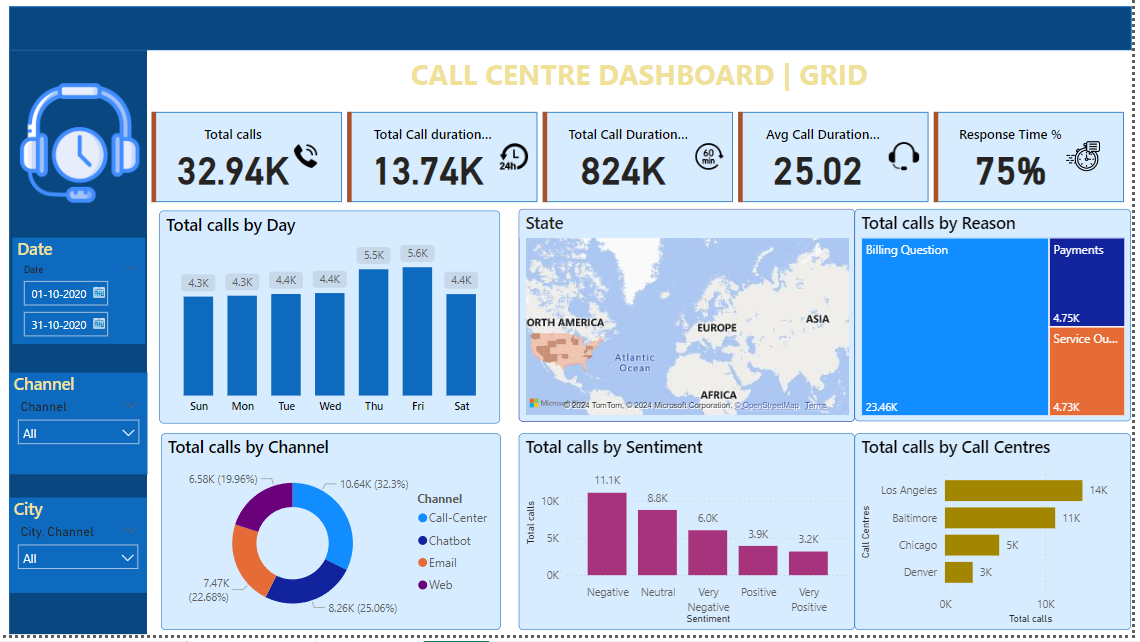 CALL CENTRE DASHBOARD | GRID
Total calls
32.94K
Total Call duration...
13.74K
24h
Total Call Duration...
824K
60
min
Avg Call Duration...
25.02
Response Time %
75%
Date
Date
01-10-2020
31-10-2020
Channel
Channel
All
City
City, Channel
All
Total calls by Day
4.3K
4.3K
4.4K
4.4K
5.5K
5.6K
4.4K
Sun
Mon
Tue
Wed
Thu
Fri
Sat
State
ORTH AMERICA
EUROPE
ASIA
Atlantic
Ocean
AFRICA
© 2024 TomTom, © 2024 Microsoft Corporation, © OpenStreetMap Terms
Total calls by Reason
Billing Question
23.46K
Payments
4.75K
Service Ou...
4.73K
Total calls by Channel
6.58K (19.96%)
10.64K (32.3%)
7.47K
(22.68%)
8.26K (25.06%)
Channel
Call-Center
Chatbot
Email
Web
Total calls by Sentiment
Total calls
10K
5K
0K
11.1K
8.8K
6.0K
3.9K
3.2K
Negative
Neutral
Very
Negative
Positive
Very
Positive
Sentiment
Total calls by Call Centres
Call Centres
Los Angeles
14K
Baltimore
11K
Chicago
5K
Denver
3K
0K
10K
Total calls